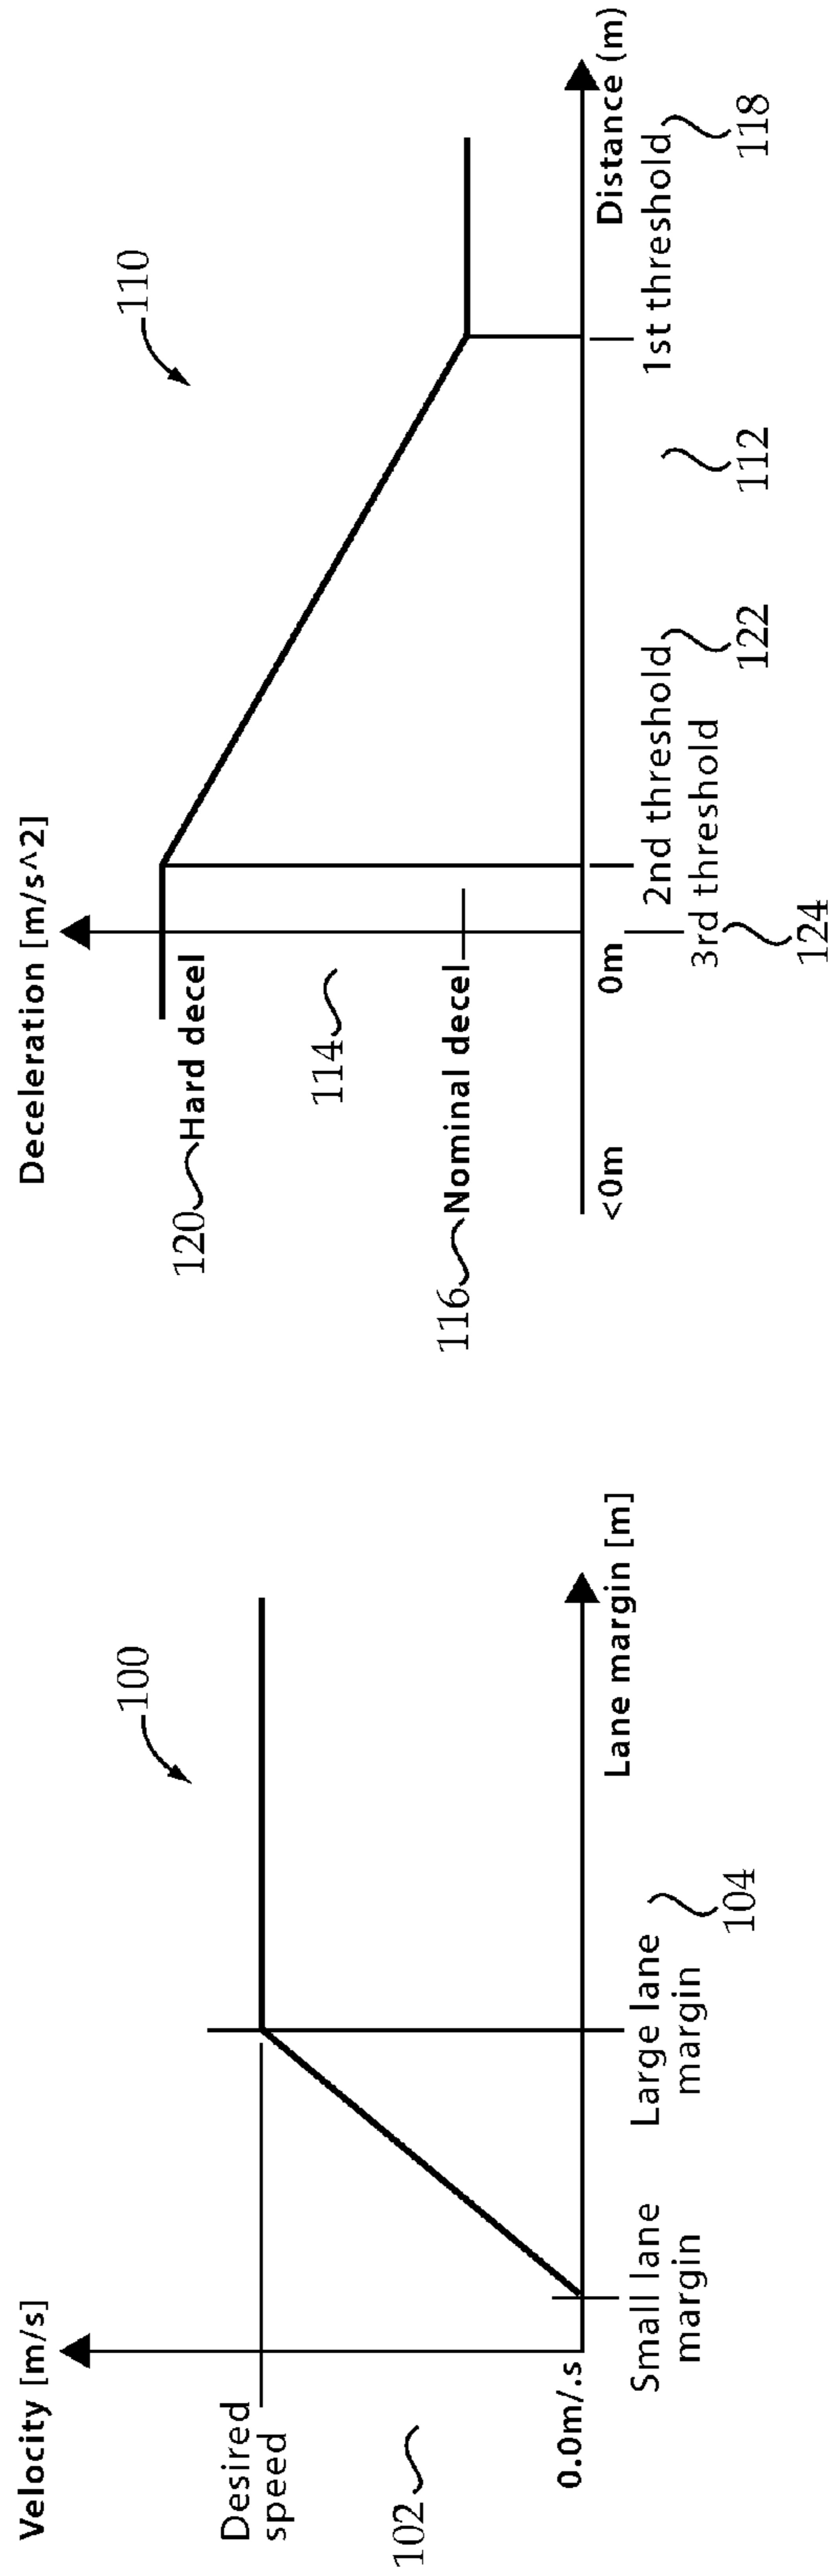 Velocity [m/s]
100
Desired
speed
102
0.0m/.s
Small lane
margin
Large lane
margin
104
Lane margin [m]
Deceleration [m/s^2]
110
120
Hard decel
114
116
Nominal decel
<0m
0m
Distance (m)
2nd threshold
122
3rd threshold
124
112
1st threshold
118